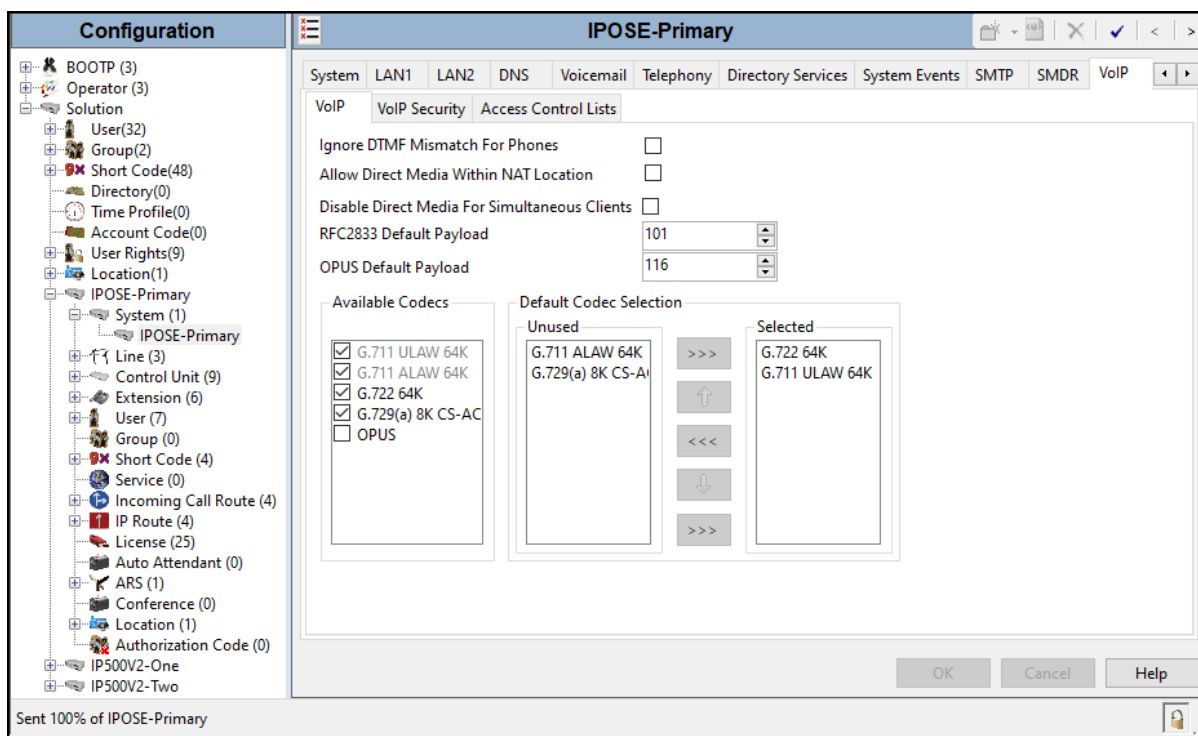 Configuration
BOOTP (3)
Operator (3)
Solution
User(32)
Group(2)
Short Code(48)
Directory(0)
Time Profile(0)
Account Code(0)
User Rights(9)
Location(1)
IPOSE-Primary
System (1)
IPOSE-Primary
Line (3)
Control Unit (9)
Extension (6)
User (7)
Group (0)
Short Code (4)
Service (0)
Incoming Call Route (4)
IP Route (4)
License (25)
Auto Attendant (0)
ARS (1)
Conference (0)
Location (1)
Authorization Code (0)
IP500V2-One
IP500V2-Two
IPOSE-Primary
System LAN1 LAN2 DNS Voicemail Telephony Directory Services System Events SMTP SMDR VoIP
VoIP VoIP Security Access Control Lists
Ignore DTMF Mismatch For Phones
Allow Direct Media Within NAT Location
Disable Direct Media For Simultaneous Clients
RFC2833 Default Payload 101
OPUS Default Payload 116
Available Codecs
G.711 ULAW 64K
G.711 ALAW 64K
G.722 64K
G.729(a) 8K CS-AC
OPUS
Default Codec Selection
Unused
G.711 ALAW 64K
G.729(a) 8K CS-A
>>>
<<<
>>>
Selected
G.722 64K
G.711 ULAW 64K
OK Cancel Help
Sent 100% of IPOSE-Primary